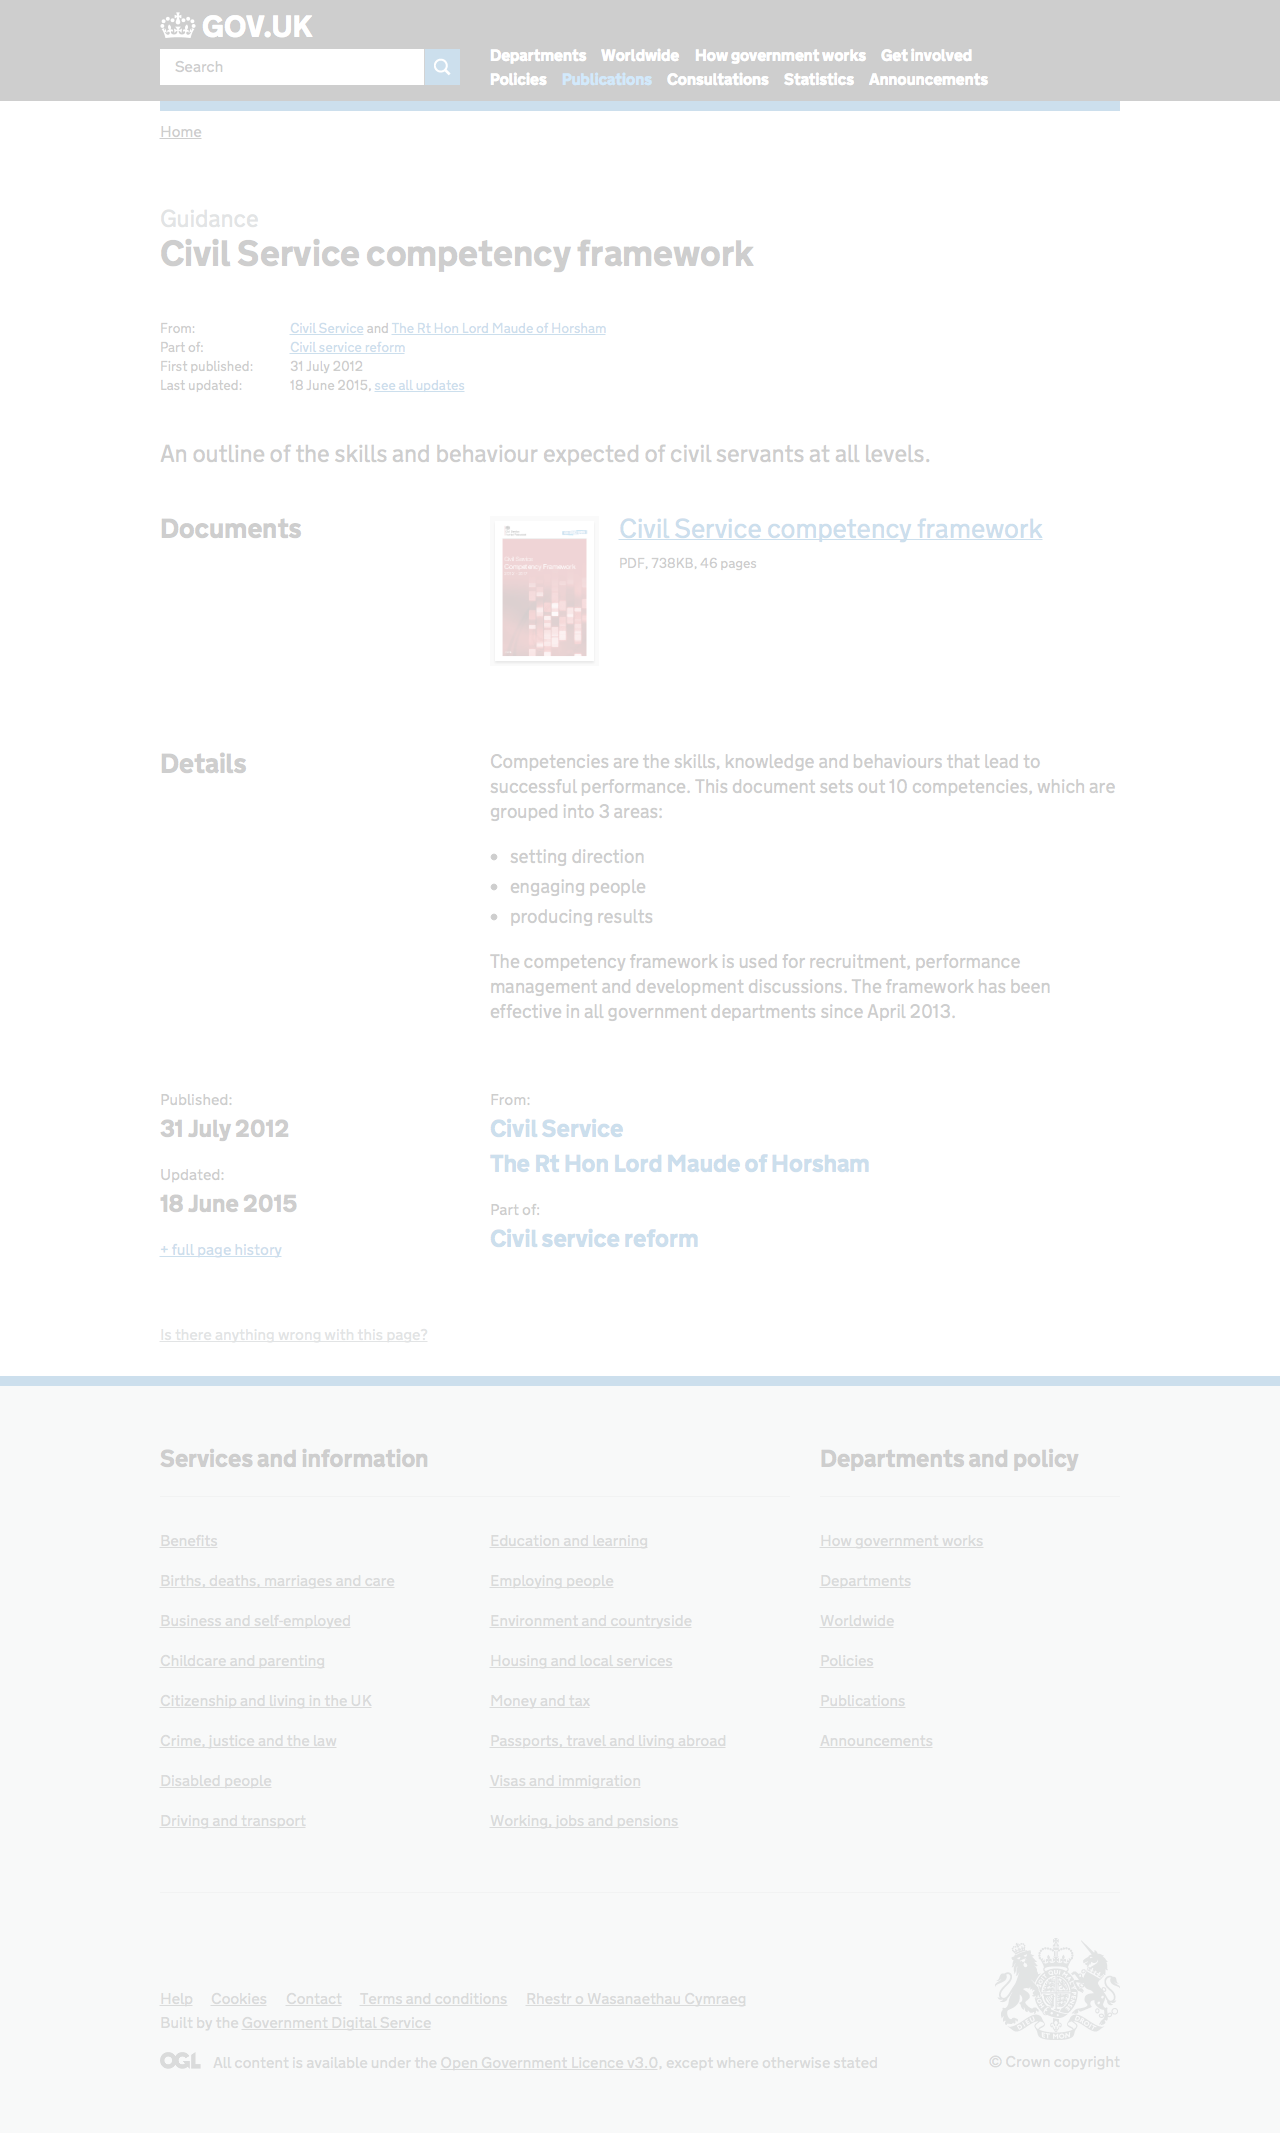 GOV.UK
Search
Departments Worldwide How government works Get involved
Policies Publications Consultations Statistics Announcements
Home
Guidance
Civil Service competency framework
From: Civil Service and The Rt Hon Lord Maude of Horsham
Part of: Civil service reform
First published: 31 July 2012
Last updated: 18 June 2015, see all updates
An outline of the skills and behaviour expected of civil servants at all levels.
Documents
Civil Service
Competency Framework
Civil Service competency framework
PDF, 738KB, 46 pages
Details
Competencies are the skills, knowledge and behaviours that lead to
successful performance. This document sets out 10 competencies, which are
grouped into 3 areas:
• setting direction
• engaging people
• producing results
The competency framework is used for recruitment, performance
management and development discussions. The framework has been
effective in all government departments since April 2013.
Published:
31 July 2012
Updated:
18 June 2015
+ full page history
From:
Civil Service
The Rt Hon Lord Maude of Horsham
Part of:
Civil service reform
Is there anything wrong with this page?
Services and information
Benefits
Births, deaths, marriages and care
Business and self-employed
Childcare and parenting
Citizenship and living in the UK
Crime, justice and the law
Disabled people
Driving and transport
Education and learning
Employing people
Environment and countryside
Housing and local services
Money and tax
Passports, travel and living abroad
Visas and immigration
Working, jobs and pensions
Departments and policy
How government works
Departments
Worldwide
Policies
Publications
Announcements
Help Cookies Contact Terms and conditions Rhestr o Wasanaethau Cymraeg
Built by the Government Digital Service
OGL All content is available under the Open Government Licence v3.0, except where otherwise stated
© Crown copyright